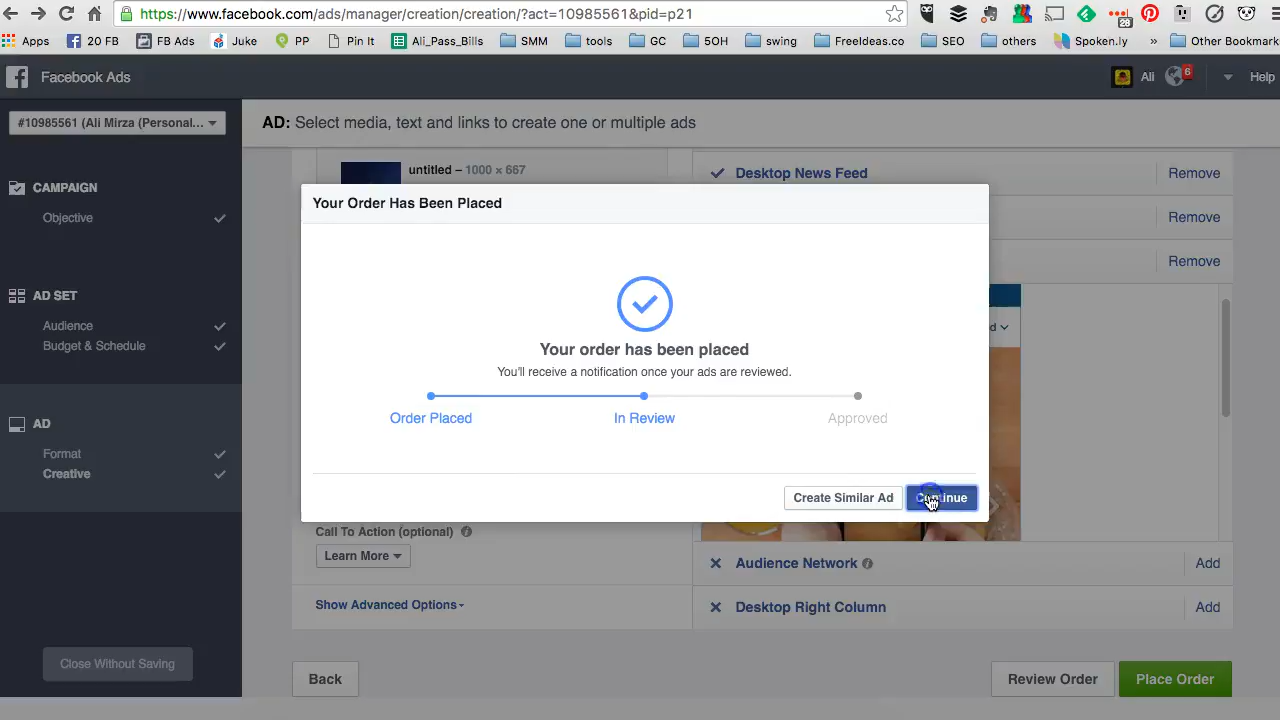 https://www.facebook.com/ads/manager/creation/creation/?act=10985561&pid=p21
23
Apps
20 FB
FB Ads
Juke
PP
Pin It
Ali_Pass_Bills
SMM
tools
GC
5OH
swing
FreeIdeas.co
SEO
others
Spoken.ly
»
Other Bookmark
Facebook Ads
Ali
6
Help
#10985561 (Ali Mirza (Personal...
AD: Select media, text and links to create one or multiple ads
untitled – 1000 × 667
Desktop News Feed
Remove
CAMPAIGN
Your Order Has Been Placed
Objective
Remove
Remove
AD SET
Audience
d
Budget & Schedule
Your order has been placed
You'll receive a notification once your ads are reviewed.
Order Placed
In Review
Approved
AD
Format
Creative
Create Similar Ad
Continue
Call To Action (optional)
Learn More
Audience Network
Add
Show Advanced Options
Desktop Right Column
Add
Close Without Saving
Back
Review Order
Place Order